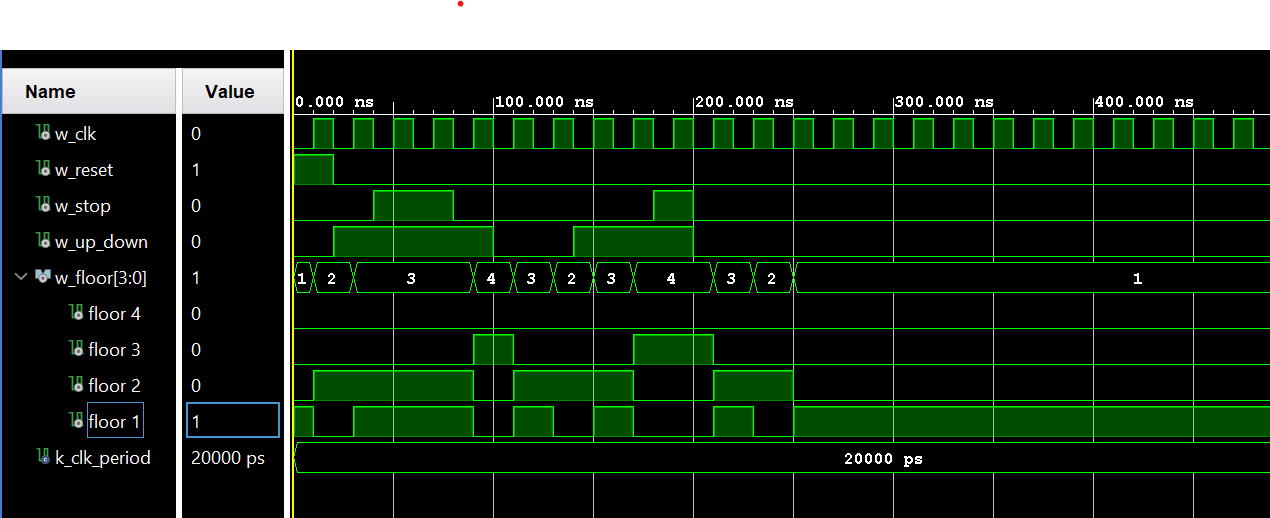 Name Value
0.000 ns 100.000 ns 200.000 ns 300.000 ns 400.000 ns
w_clk 0
w_reset 1
w_stop 0
w_up_down 0
w_floor[3:0] 1 1 2 3 4 3 2 3 4 3 2 1
floor 4 0
floor 3 0
floor 2 0
floor 1 1
k_clk_period 20000 ps 20000 ps